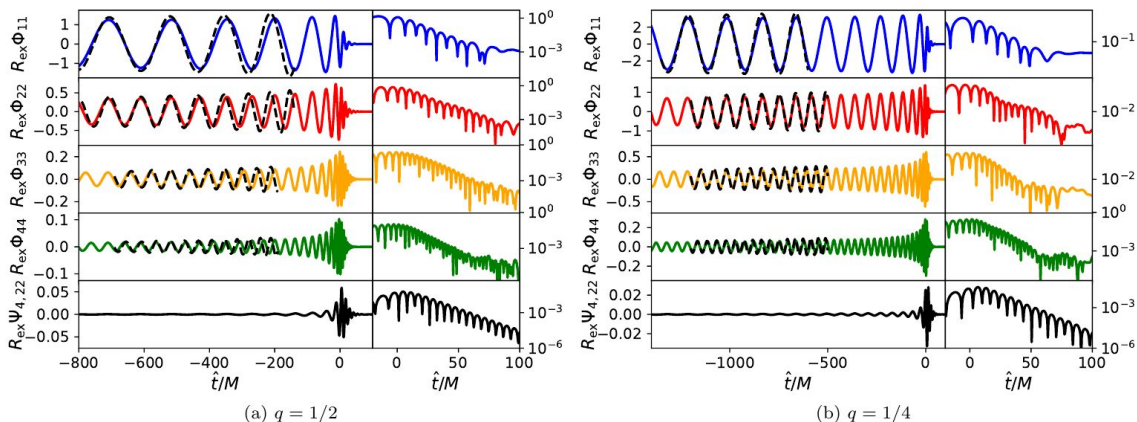 R_ex Φ_11
1
0
−1
10^0
10^−3
R_ex Φ_22
0.5
0.0
−0.5
10^0
10^−3
R_ex Φ_33
0.2
0.0
−0.2
10^−3
10^0
R_ex Φ_44
0.1
0.0
−0.1
10^−3
R_ex Ψ_4,22
0.05
0.00
−0.05
10^−3
10^−6
−800 −600 −400 −200 0 0 50 100
t̂/M t̂/M
(a) q = 1/2
R_ex Φ_11
2
0
−2
10^−1
R_ex Φ_22
1
0
−1
10^−2
R_ex Φ_33
0.5
0.0
−0.5
10^−2
10^0
R_ex Φ_44
0.2
0.0
−0.2
10^−3
R_ex Ψ_4,22
0.02
0.00
−0.02
10^−3
10^−6
−1000 −500 0 0 50 100
t̂/M t̂/M
(b) q = 1/4